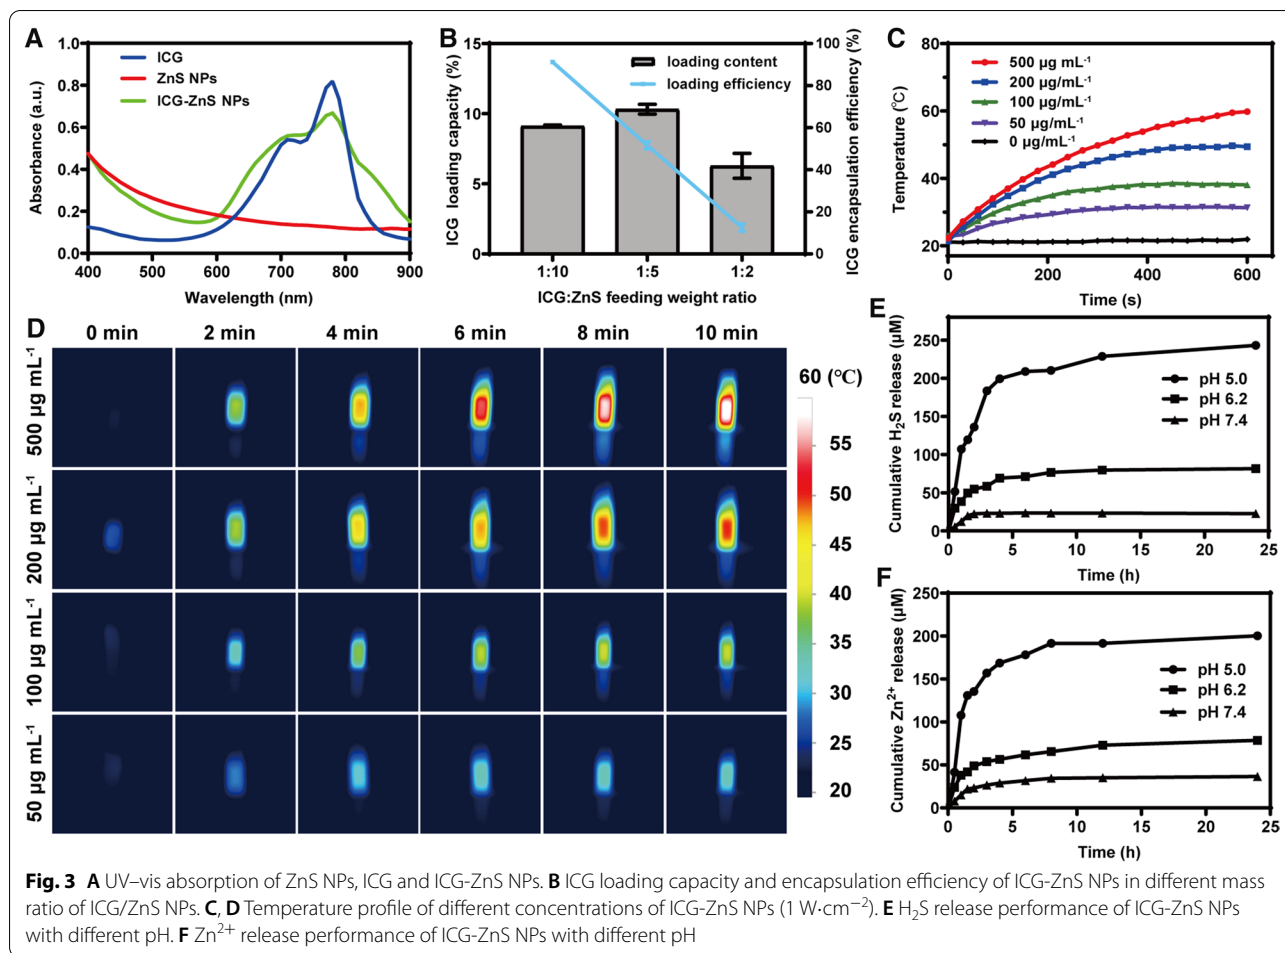 A
1.0
0.8
0.6
0.4
0.2
0.0
Absorbance (a.u.)
ICG
ZnS NPs
ICG-ZnS NPs
400
500
600
700
800
900
Wavelength (nm)
B
15
10
5
0
ICG loading capacity (%)
loading content
loading efficiency
100
80
60
40
20
0
ICG encapsulation efficiency (%)
1:10
1:5
1:2
ICG:ZnS feeding weight ratio
C
80
60
40
20
Temperature (℃)
500 μg mL-1
200 μg/mL-1
100 μg/mL-1
50 μg/mL-1
0 μg/mL-1
0
200
400
600
Time (s)
D
0 min
2 min
4 min
6 min
8 min
10 min
500 μg mL-1
200 μg mL-1
100 μg mL-1
50 μg mL-1
60 (℃)
55
50
45
40
35
30
25
20
E
250
200
150
100
50
0
Cumulative H2S release (μM)
pH 5.0
pH 6.2
pH 7.4
0
5
10
15
20
25
Time (h)
F
250
200
150
100
50
0
Cumulative Zn2+ release (μM)
pH 5.0
pH 6.2
pH 7.4
0
5
10
15
20
25
Time (h)
Fig. 3 A UV–vis absorption of ZnS NPs, ICG and ICG-ZnS NPs. B ICG loading capacity and encapsulation efficiency of ICG-ZnS NPs in different mass
ratio of ICG/ZnS NPs. C, D Temperature profile of different concentrations of ICG-ZnS NPs (1 W·cm−2). E H2S release performance of ICG-ZnS NPs
with different pH. F Zn2+ release performance of ICG-ZnS NPs with different pH